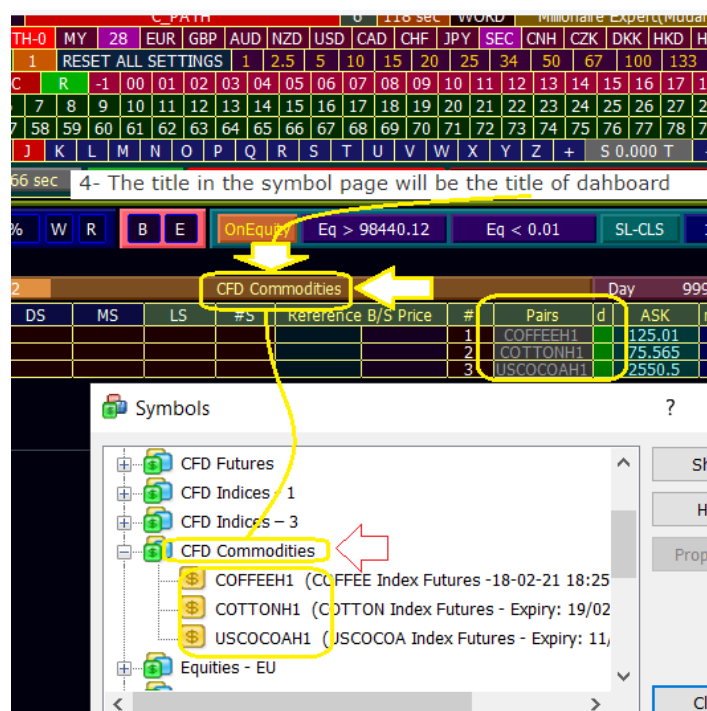 C_PATH 6 118 sec WORD Millionaire Expert(Mudar
TH-0 MY 28 EUR GBP AUD NZD USD CAD CHF JPY SEC CNH CZK DKK HKD H
1 RESET ALL SETTINGS 1 2.5 5 10 15 20 25 34 50 67 100 133
C R -1 00 01 02 03 04 05 06 07 08 09 10 11 12 13 14 15 16 17 1
7 8 9 10 11 12 13 14 15 16 17 18 19 20 21 22 23 24 25 26 27 2
7 58 59 60 61 62 63 64 65 66 67 68 69 70 71 72 73 74 75 76 77 78 7
J K L M N O P Q R S T U V W X Y Z + S 0.000 T
66 sec 4- The title in the symbol page will be the title of dahboard
% W R B E OnEquity Eq > 98440.12 Eq < 0.01 SL-CLS
2 CFD Commodities Day 999
DS MS LS #S Reference B/S Price # Pairs d ASK
1 COFFEEH1 125.01
2 COTTONH1 75.565
3 USCOCOAH1 2550.5
Symbols ?
CFD Futures Sh
CFD Indices - 1
CFD Indices – 3 H
CFD Commodities Prop
COFFEEH1 (COFFEE Index Futures -18-02-21 18:25
COTTONH1 (COTTON Index Futures - Expiry: 19/02
USCOCOAH1 (USCOCOA Index Futures - Expiry: 11/
Equities - EU
Cl